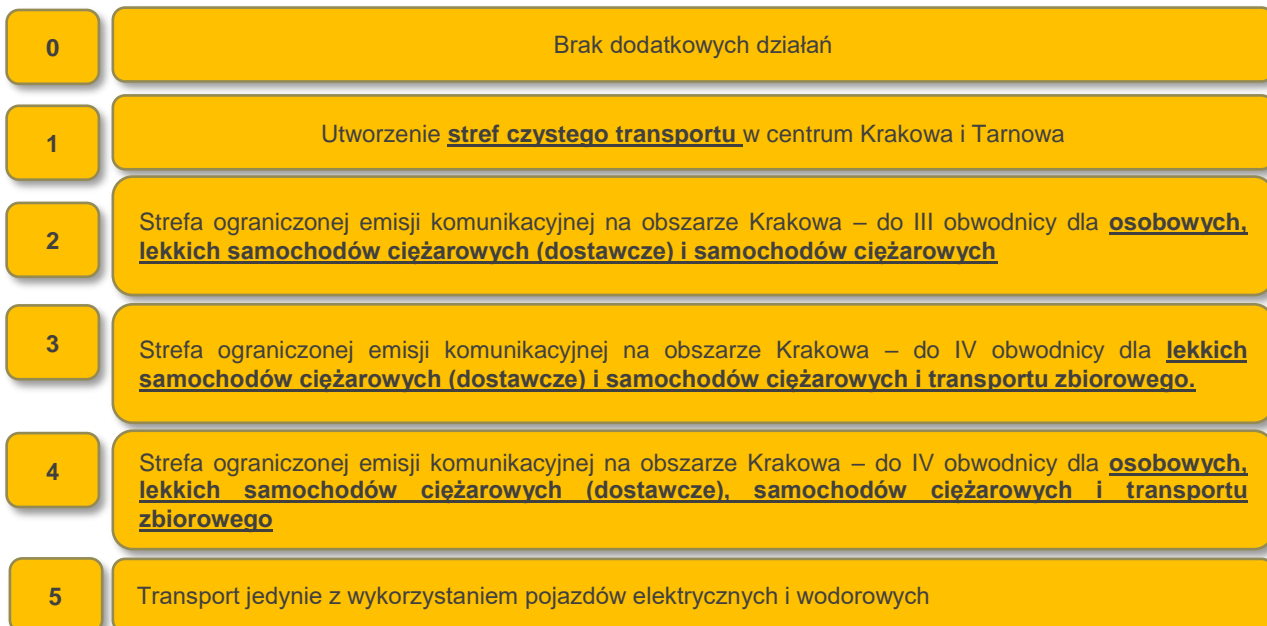 0
Brak dodatkowych działań
1
Utworzenie stref czystego transportu w centrum Krakowa i Tarnowa
2
Strefa ograniczonej emisji komunikacyjnej na obszarze Krakowa – do III obwodnicy dla osobowych,
lekkich samochodów ciężarowych (dostawcze) i samochodów ciężarowych
3
Strefa ograniczonej emisji komunikacyjnej na obszarze Krakowa – do IV obwodnicy dla lekkich
samochodów ciężarowych (dostawcze) i samochodów ciężarowych i transportu zbiorowego.
4
Strefa ograniczonej emisji komunikacyjnej na obszarze Krakowa – do IV obwodnicy dla osobowych,
lekkich samochodów ciężarowych (dostawcze), samochodów ciężarowych i transportu
zbiorowego
5
Transport jedynie z wykorzystaniem pojazdów elektrycznych i wodorowych